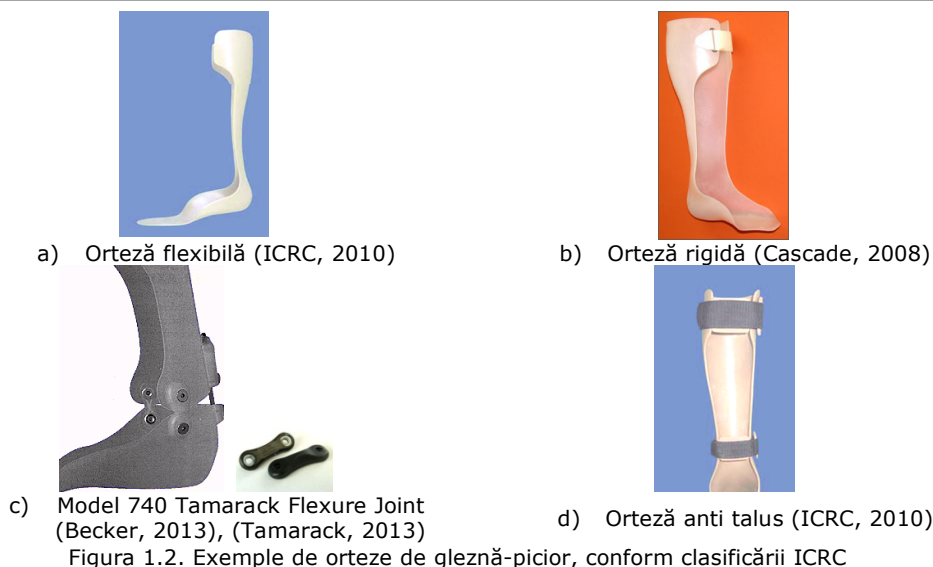 a) Orteză flexibilă (ICRC, 2010)
b) Orteză rigidă (Cascade, 2008)
c) Model 740 Tamarack Flexure Joint
(Becker, 2013), (Tamarack, 2013)
d) Orteză anti talus (ICRC, 2010)
Figura 1.2. Exemple de orteze de gleznă-picior, conform clasificării ICRC